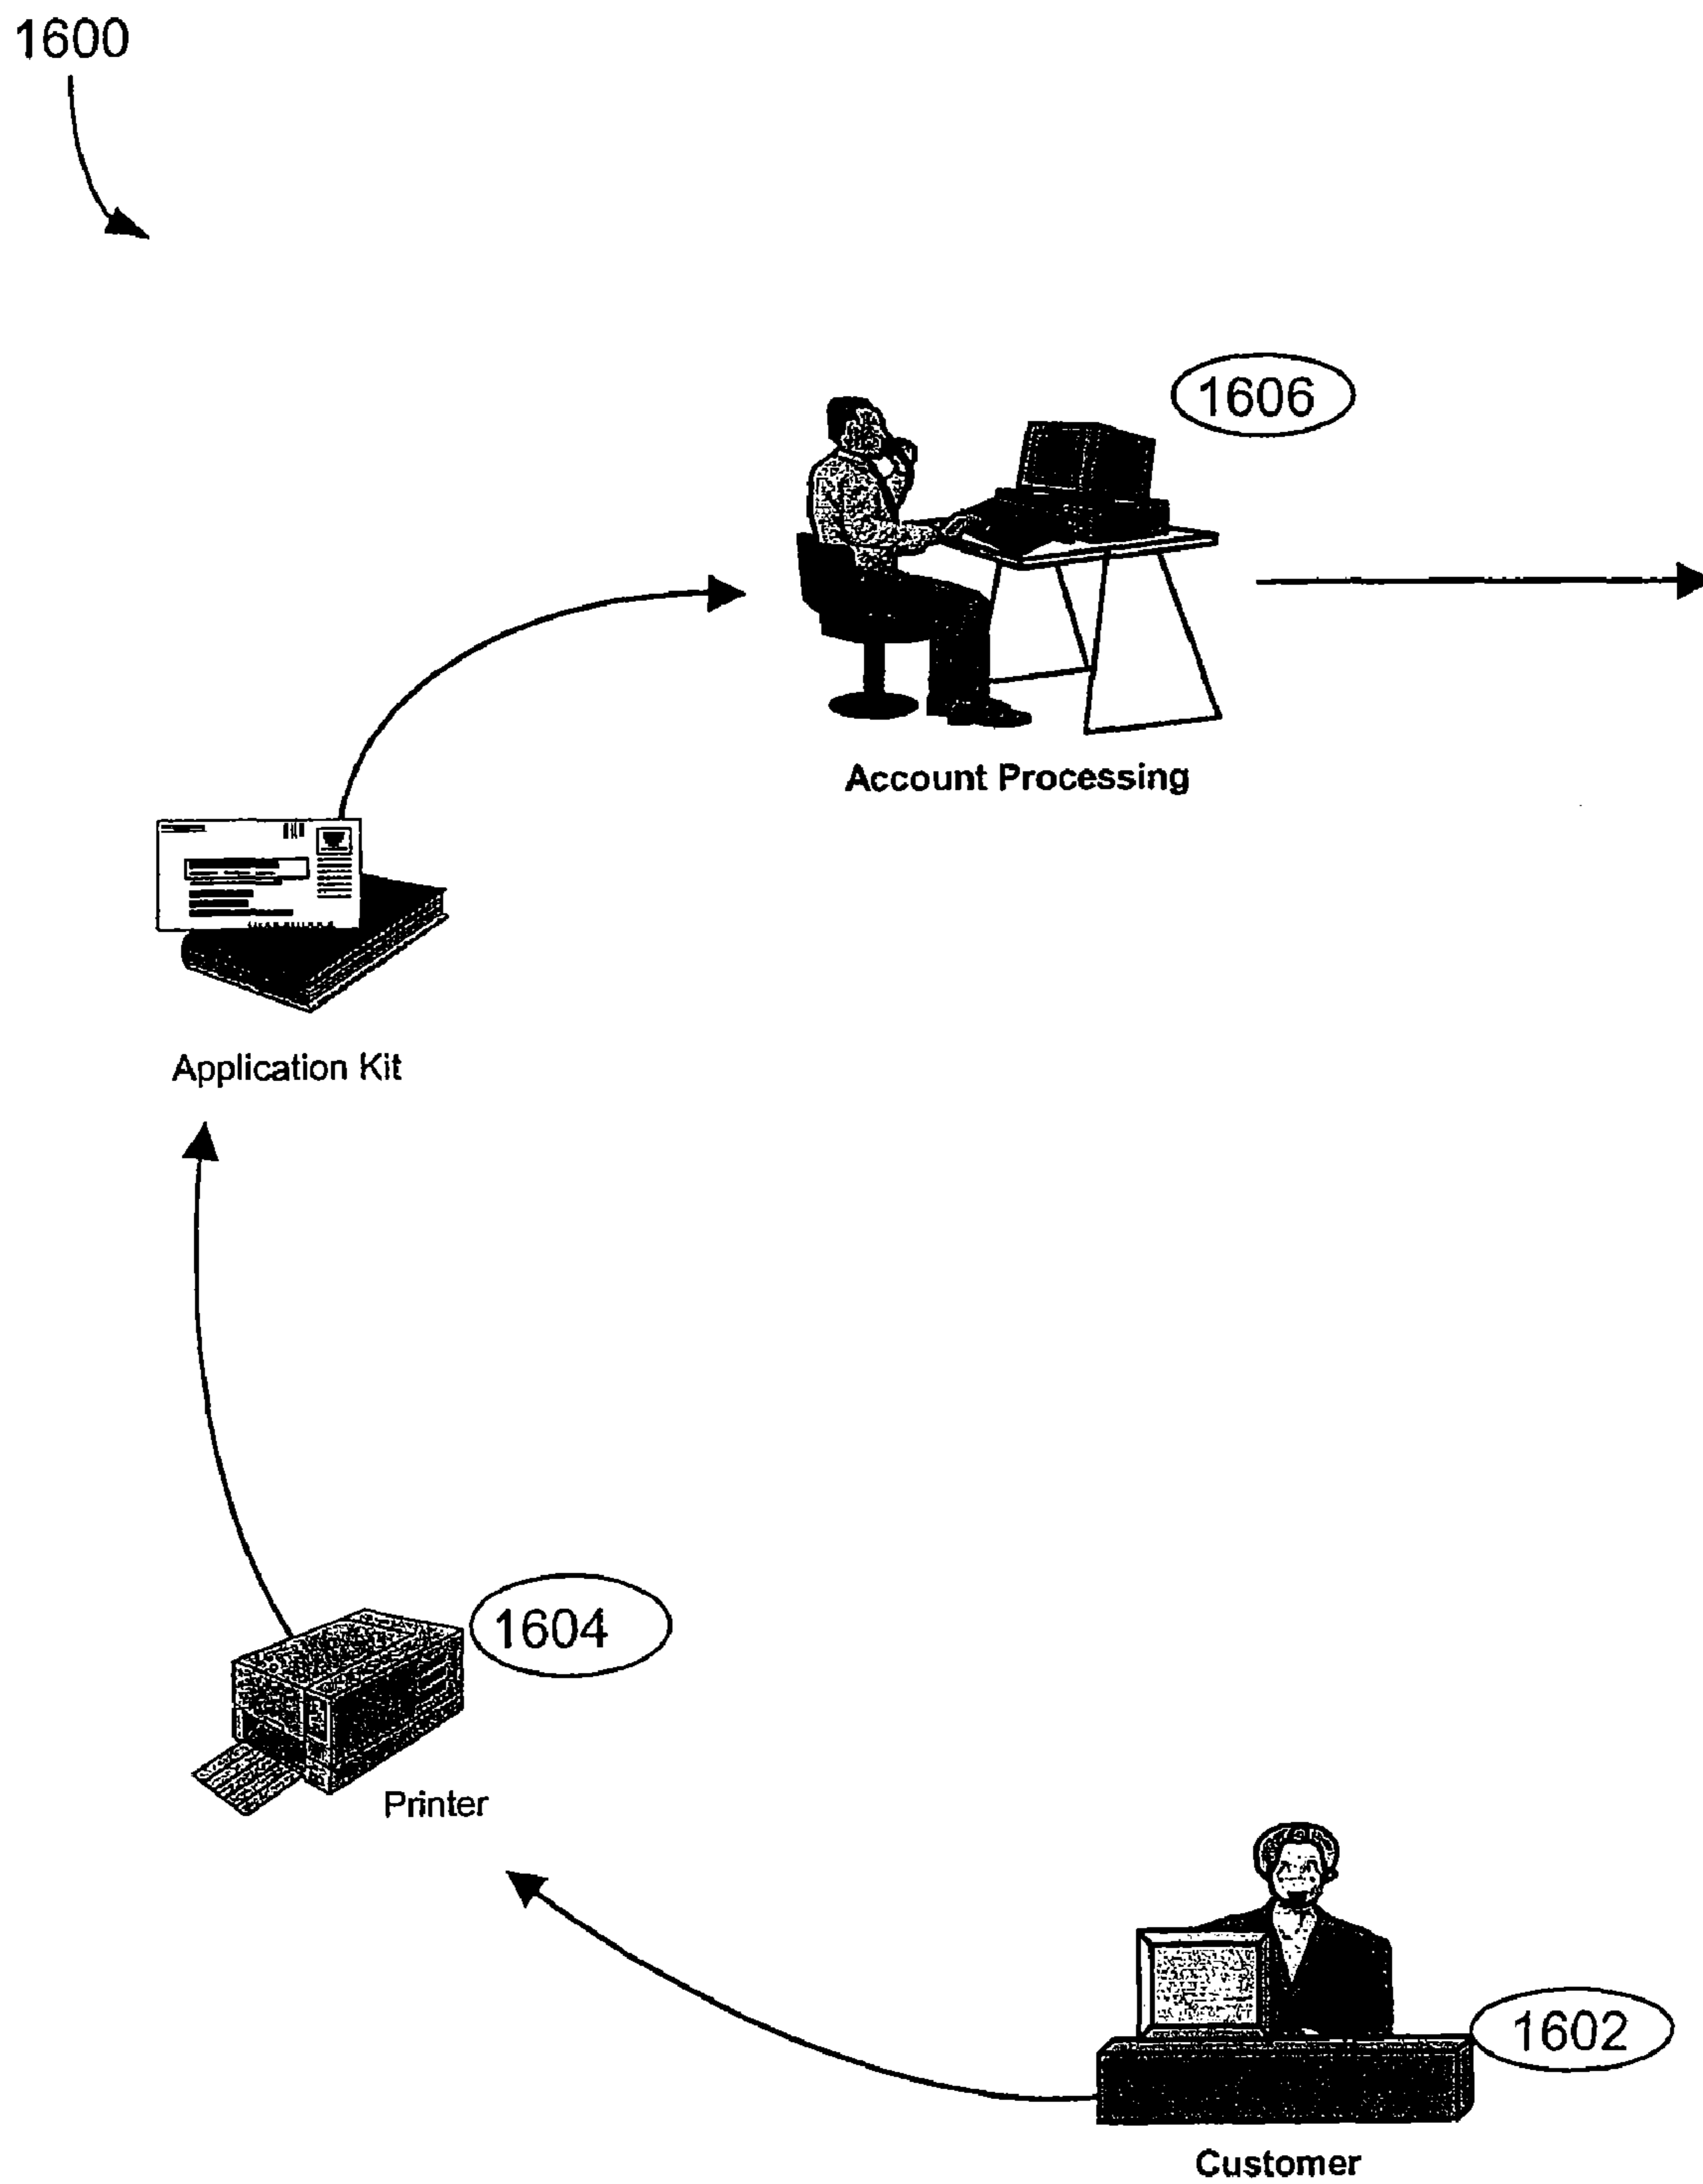 1600
1606
Account Processing
Application Kit
1604
Printer
1602
Customer